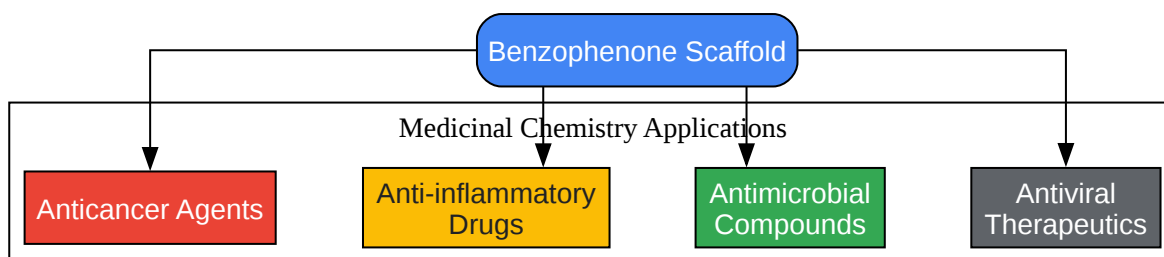 Benzophenone Scaffold
Medicinal Chemistry Applications
Anticancer Agents
Anti-inflammatory
Drugs
Antimicrobial
Compounds
Antiviral
Therapeutics